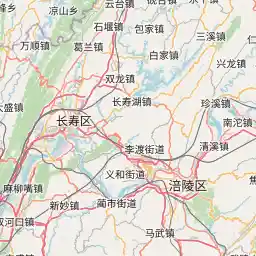 凉山乡
云台镇
石堰镇
包家镇
三溪镇
万顺镇
葛兰镇
白家镇
兴龙镇
双龙镇
大盛镇
长寿湖镇
珍溪镇
长寿区
南沱镇
李渡街道
清溪镇
麻柳嘴镇
义和街道
涪陵区
双河口镇
新妙镇
蔺市街道
马武镇